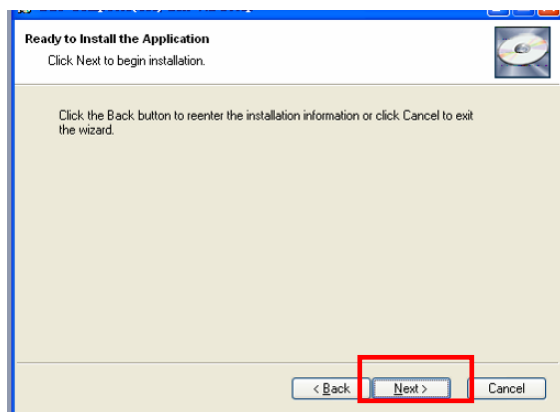 Ready to Install the Application
Click Next to begin installation.
Click the Back button to reenter the installation information or click Cancel to exit
the wizard.
< Back
Next >
Cancel